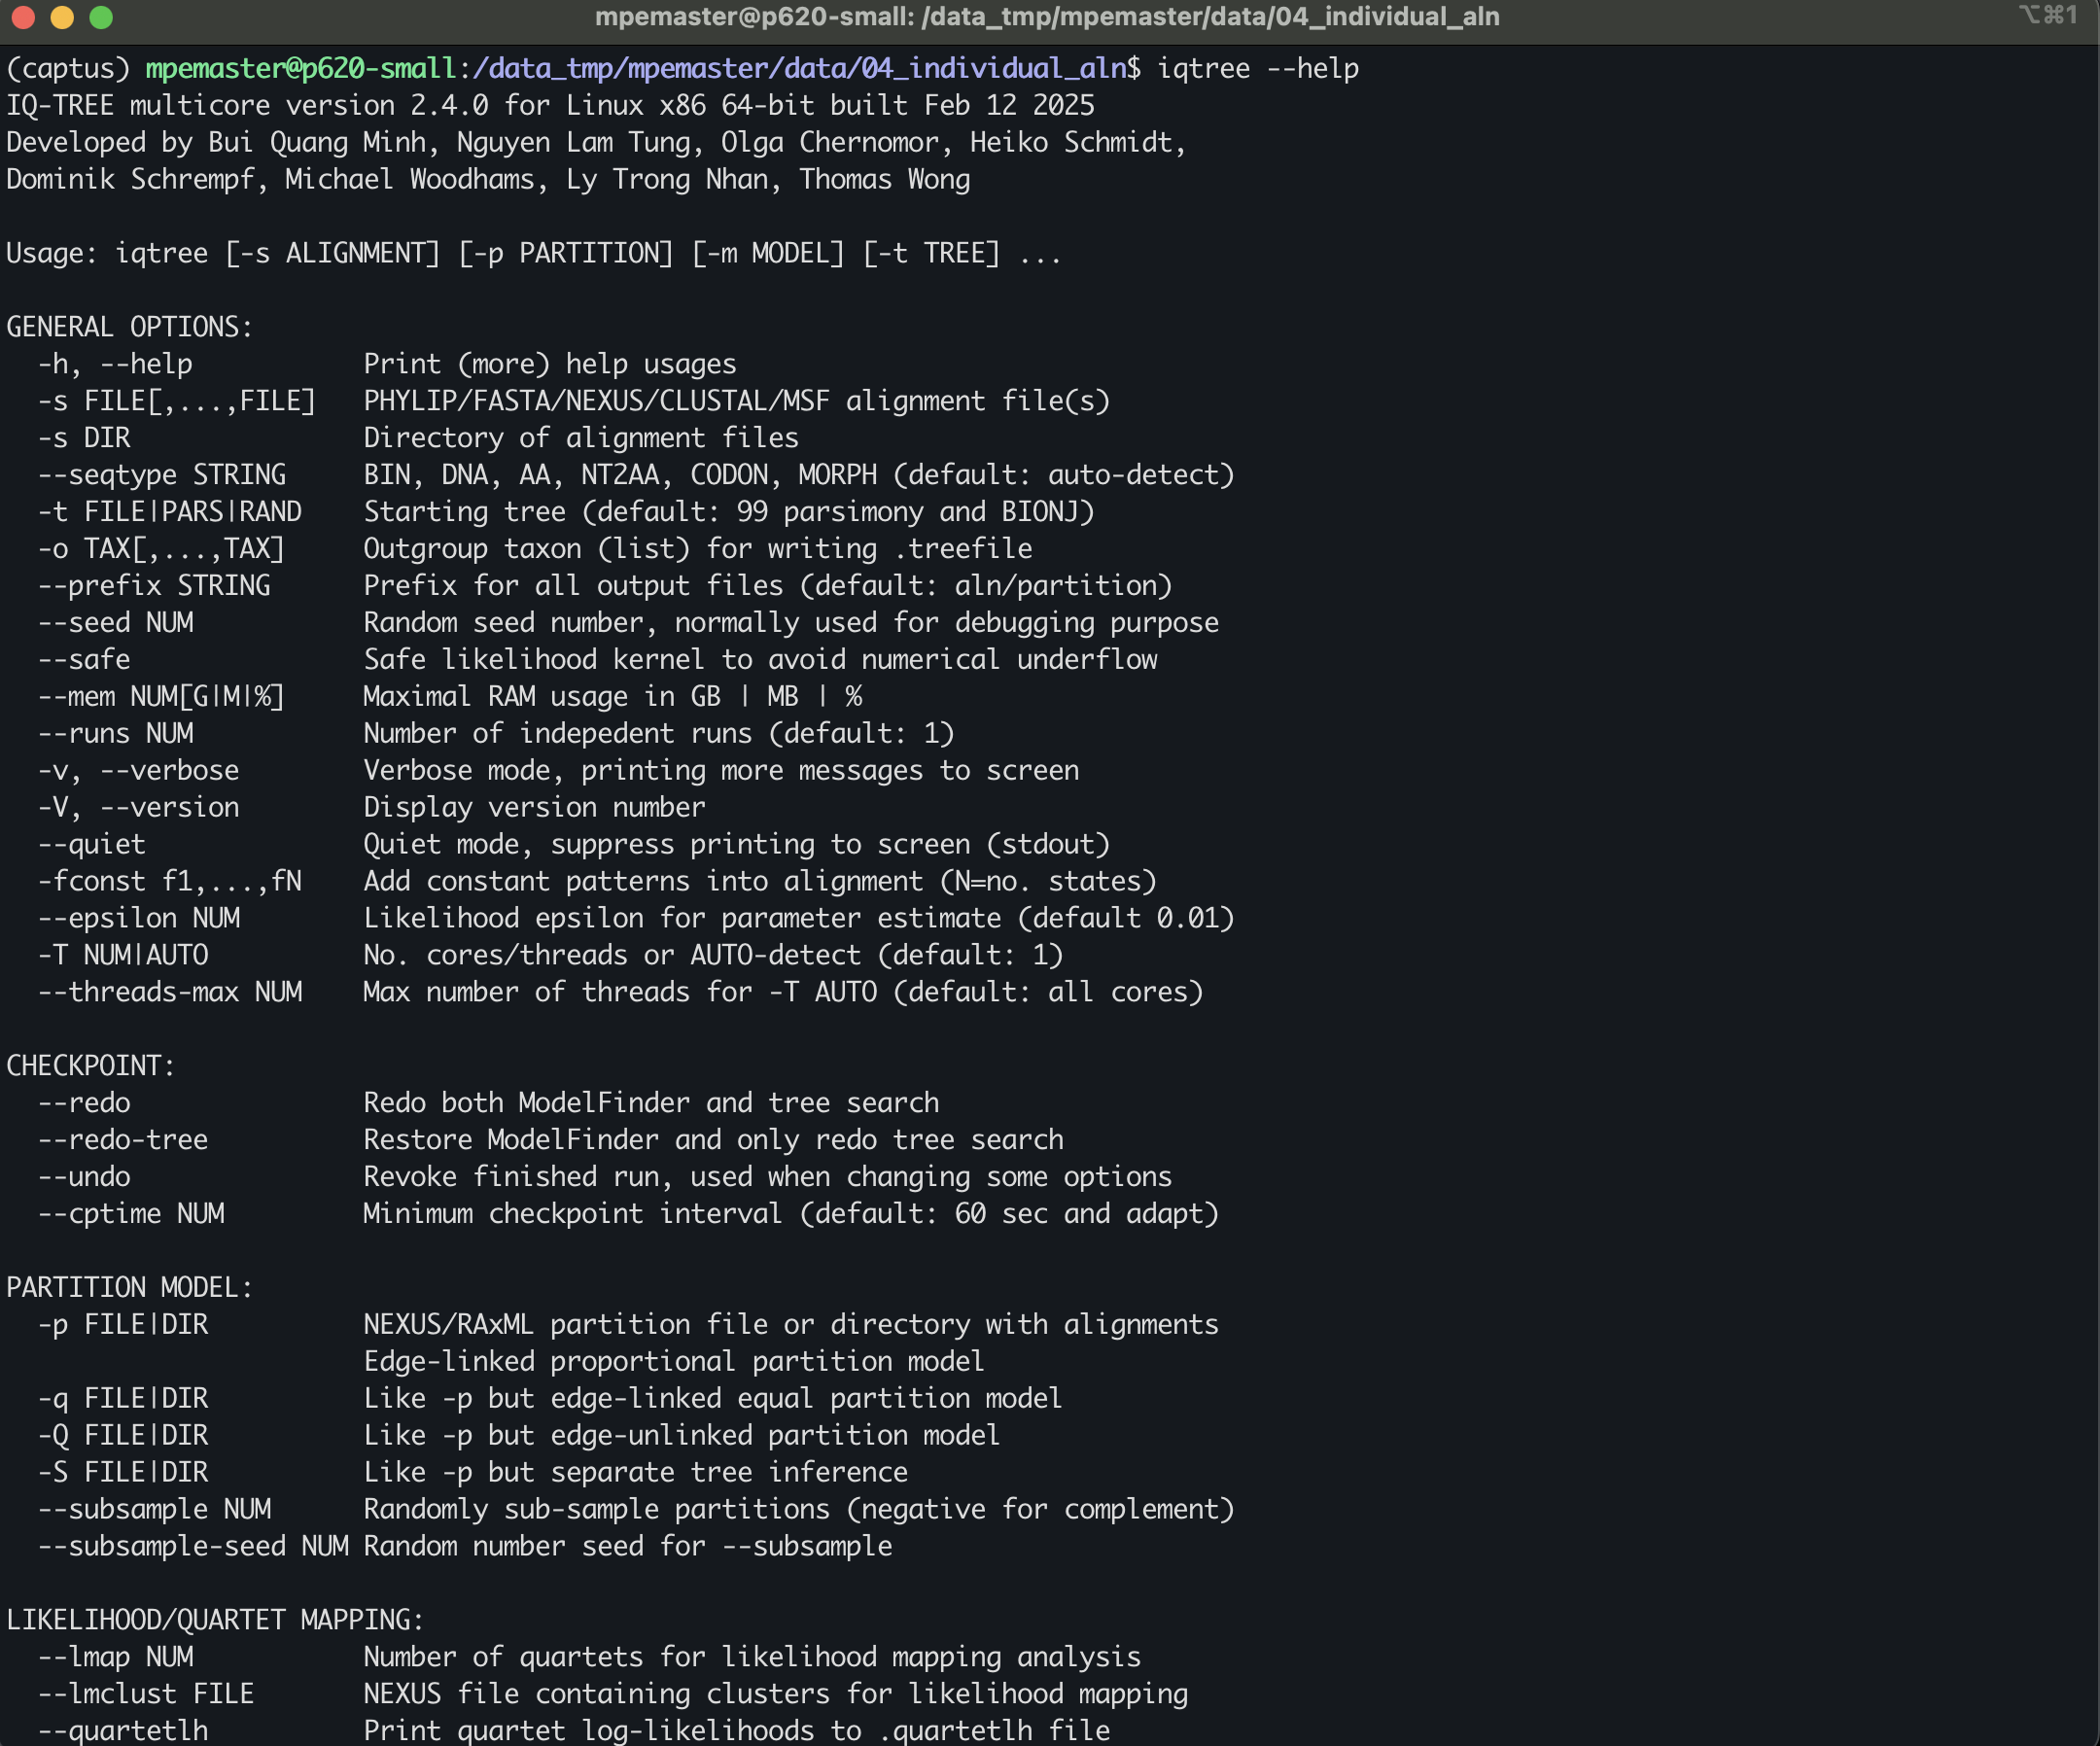 mpemaster@p620-small: /data_tmp/mpemaster/data/04_individual_aln ⌥⌘1
(captus) mpemaster@p620-small:/data_tmp/mpemaster/data/04_individual_aln$ iqtree --help
IQ-TREE multicore version 2.4.0 for Linux x86 64-bit built Feb 12 2025
Developed by Bui Quang Minh, Nguyen Lam Tung, Olga Chernomor, Heiko Schmidt,
Dominik Schrempf, Michael Woodhams, Ly Trong Nhan, Thomas Wong

Usage: iqtree [-s ALIGNMENT] [-p PARTITION] [-m MODEL] [-t TREE] ...

GENERAL OPTIONS:
  -h, --help           Print (more) help usages
  -s FILE[,...,FILE]   PHYLIP/FASTA/NEXUS/CLUSTAL/MSF alignment file(s)
  -s DIR               Directory of alignment files
  --seqtype STRING     BIN, DNA, AA, NT2AA, CODON, MORPH (default: auto-detect)
  -t FILE|PARS|RAND    Starting tree (default: 99 parsimony and BIONJ)
  -o TAX[,...,TAX]     Outgroup taxon (list) for writing .treefile
  --prefix STRING      Prefix for all output files (default: aln/partition)
  --seed NUM           Random seed number, normally used for debugging purpose
  --safe               Safe likelihood kernel to avoid numerical underflow
  --mem NUM[G|M|%]     Maximal RAM usage in GB | MB | %
  --runs NUM           Number of indepedent runs (default: 1)
  -v, --verbose        Verbose mode, printing more messages to screen
  -V, --version        Display version number
  --quiet              Quiet mode, suppress printing to screen (stdout)
  -fconst f1,...,fN    Add constant patterns into alignment (N=no. states)
  --epsilon NUM        Likelihood epsilon for parameter estimate (default 0.01)
  -T NUM|AUTO          No. cores/threads or AUTO-detect (default: 1)
  --threads-max NUM    Max number of threads for -T AUTO (default: all cores)

CHECKPOINT:
  --redo               Redo both ModelFinder and tree search
  --redo-tree          Restore ModelFinder and only redo tree search
  --undo               Revoke finished run, used when changing some options
  --cptime NUM         Minimum checkpoint interval (default: 60 sec and adapt)

PARTITION MODEL:
  -p FILE|DIR          NEXUS/RAxML partition file or directory with alignments
                       Edge-linked proportional partition model
  -q FILE|DIR          Like -p but edge-linked equal partition model
  -Q FILE|DIR          Like -p but edge-unlinked partition model
  -S FILE|DIR          Like -p but separate tree inference
  --subsample NUM      Randomly sub-sample partitions (negative for complement)
  --subsample-seed NUM Random number seed for --subsample

LIKELIHOOD/QUARTET MAPPING:
  --lmap NUM           Number of quartets for likelihood mapping analysis
  --lmclust FILE       NEXUS file containing clusters for likelihood mapping
  --quartetlh          Print quartet log-likelihoods to .quartetlh file